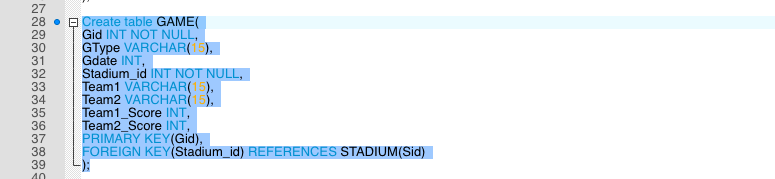 27 );
28 Create table GAME(
29 Gid INT NOT NULL,
30 GType VARCHAR(15),
31 Gdate INT,
32 Stadium_id INT NOT NULL,
33 Team1 VARCHAR(15),
34 Team2 VARCHAR(15),
35 Team1_Score INT,
36 Team2_Score INT,
37 PRIMARY KEY(Gid),
38 FOREIGN KEY(Stadium_id) REFERENCES STADIUM(Sid)
39 );
40